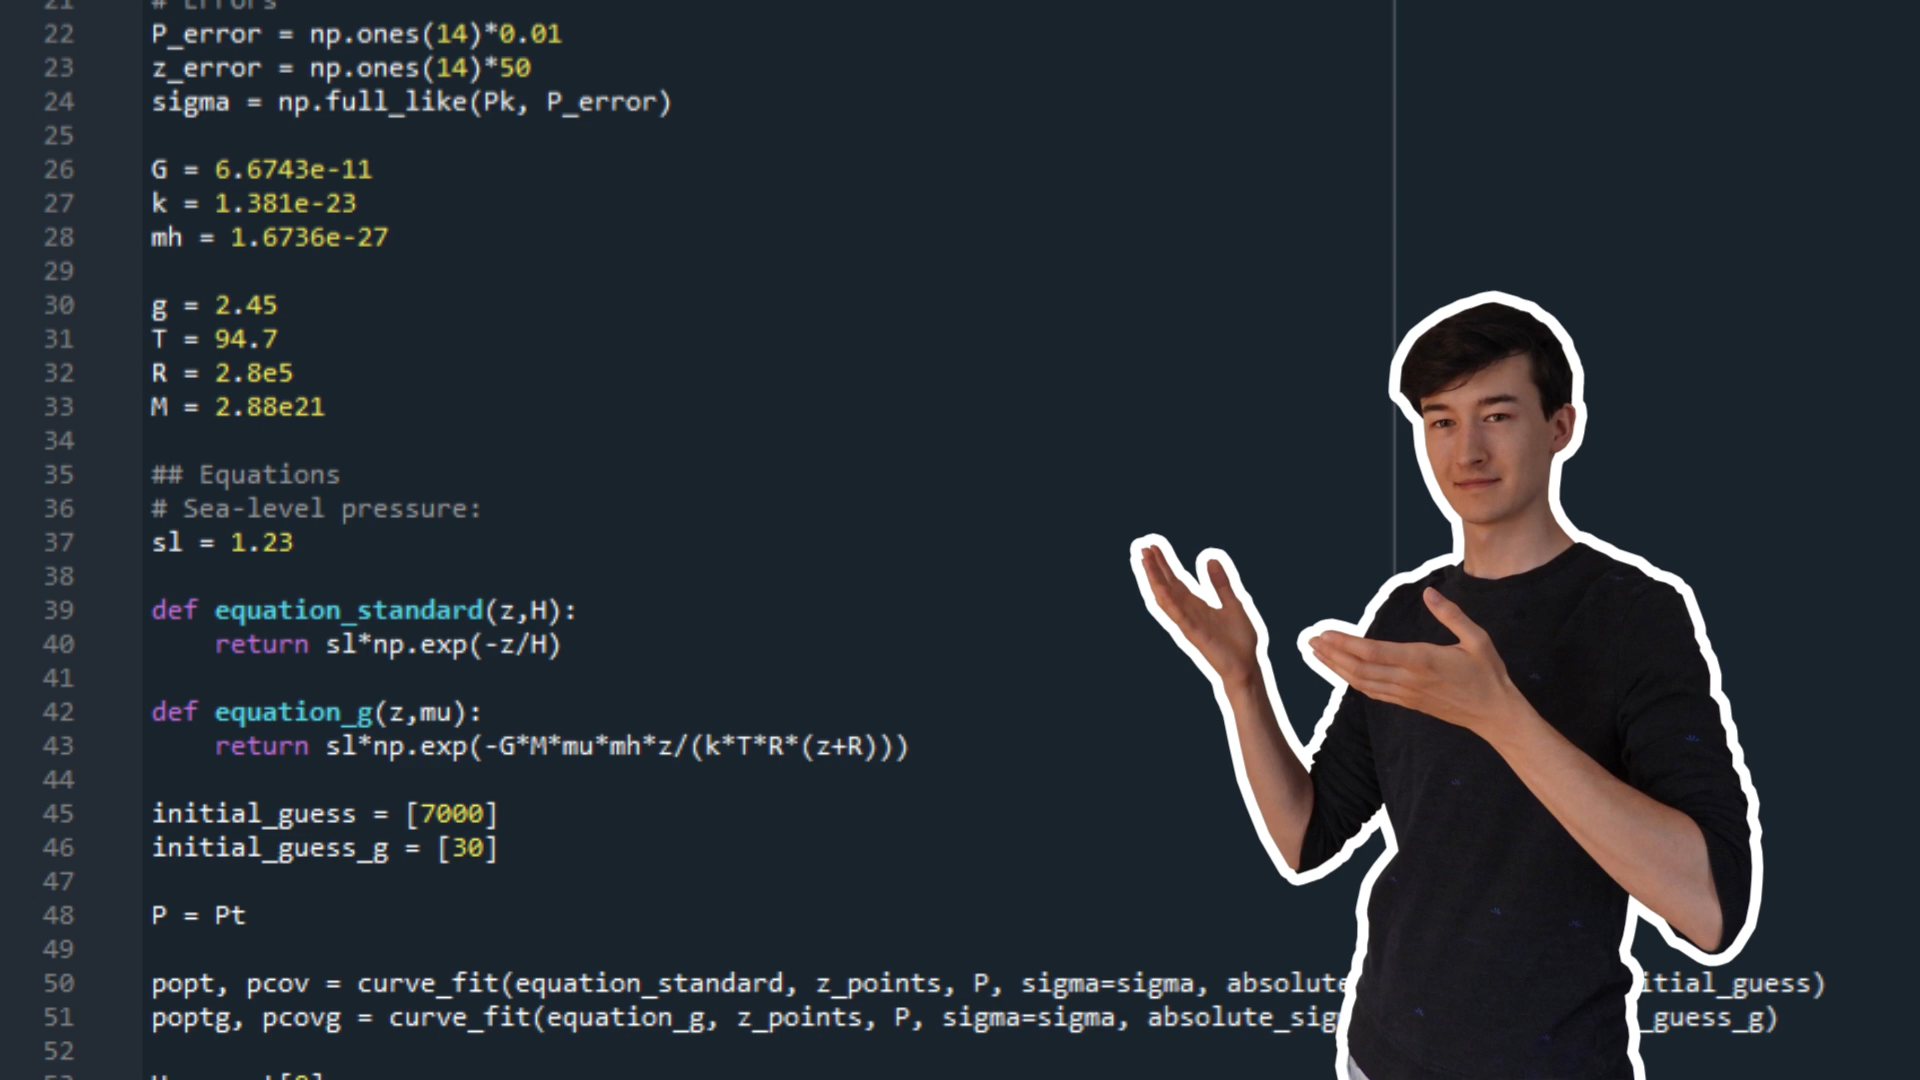 21 # Errors
22 P_error = np.ones(14)*0.01
23 z_error = np.ones(14)*50
24 sigma = np.full_like(Pk, P_error)
25
26 G = 6.6743e-11
27 k = 1.381e-23
28 mh = 1.6736e-27
29
30 g = 2.45
31 T = 94.7
32 R = 2.8e5
33 M = 2.88e21
34
35 ## Equations
36 # Sea-level pressure:
37 sl = 1.23
38
39 def equation_standard(z,H):
40     return sl*np.exp(-z/H)
41
42 def equation_g(z,mu):
43     return sl*np.exp(-G*M*mu*mh*z/(k*T*R*(z+R)))
44
45 initial_guess = [7000]
46 initial_guess_g = [30]
47
48 P = Pt
49
50 popt, pcov = curve_fit(equation_standard, z_points, P, sigma=sigma, absolute itial_guess)
51 poptg, pcovg = curve_fit(equation_g, z_points, P, sigma=sigma, absolute_sig _guess_g)
52